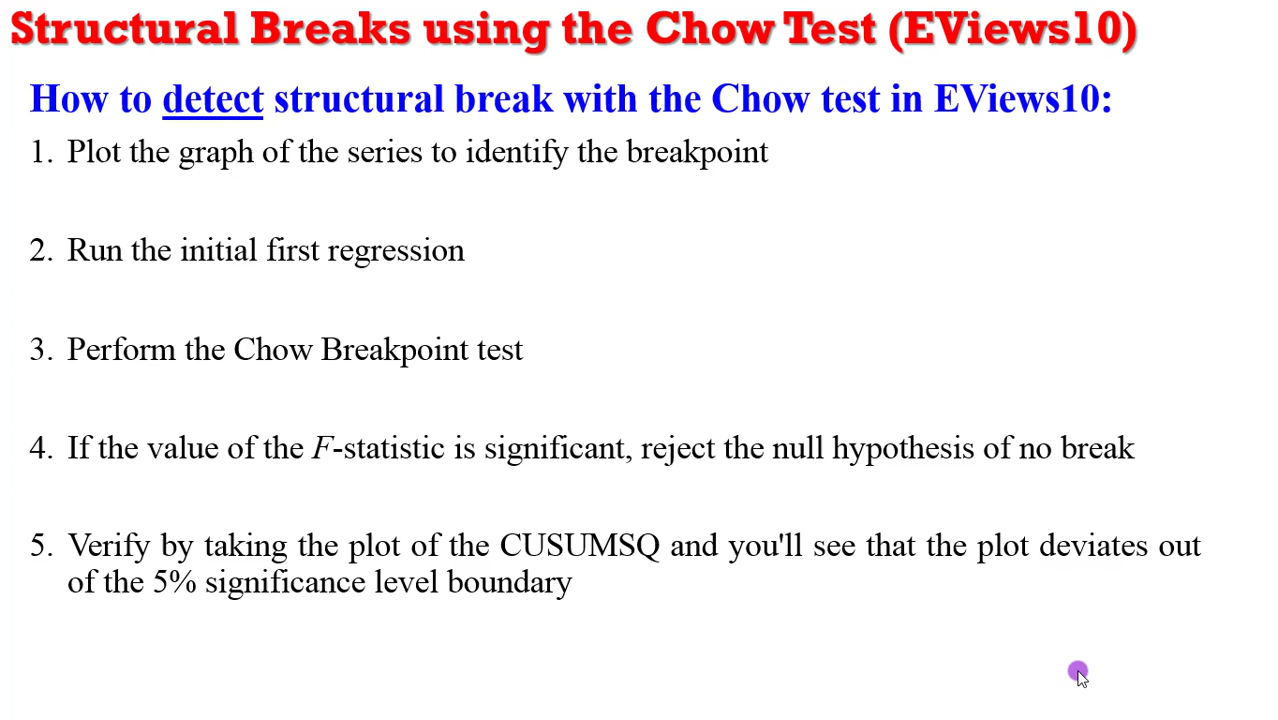 Structural Breaks using the Chow Test (EViews10)
How to detect structural break with the Chow test in EViews10:
1. Plot the graph of the series to identify the breakpoint
2. Run the initial first regression
3. Perform the Chow Breakpoint test
4. If the value of the F-statistic is significant, reject the null hypothesis of no break
5. Verify by taking the plot of the CUSUMSQ and you'll see that the plot deviates out
of the 5% significance level boundary